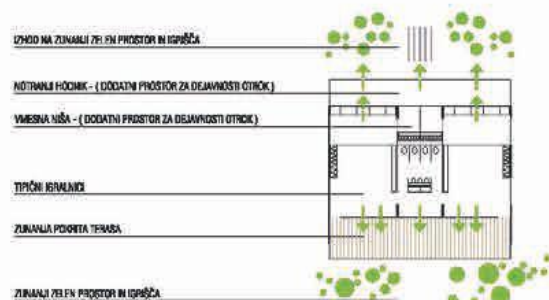 IZHOD NA ZUNANJI ZELEN PROSTOR IN IGRIŠČA
NOTRANJI HODNIK - ( DODATNI PROSTOR ZA DEJAVNOSTI OTROK )
VMESNA NIŠA - ( DODATNI PROSTOR ZA DEJAVNOSTI OTROK )
TIPIČNI IGRALNICI
ZUNANJA POKRITA TERASA
ZUNANJI ZELEN PROSTOR IN IGRIŠČA